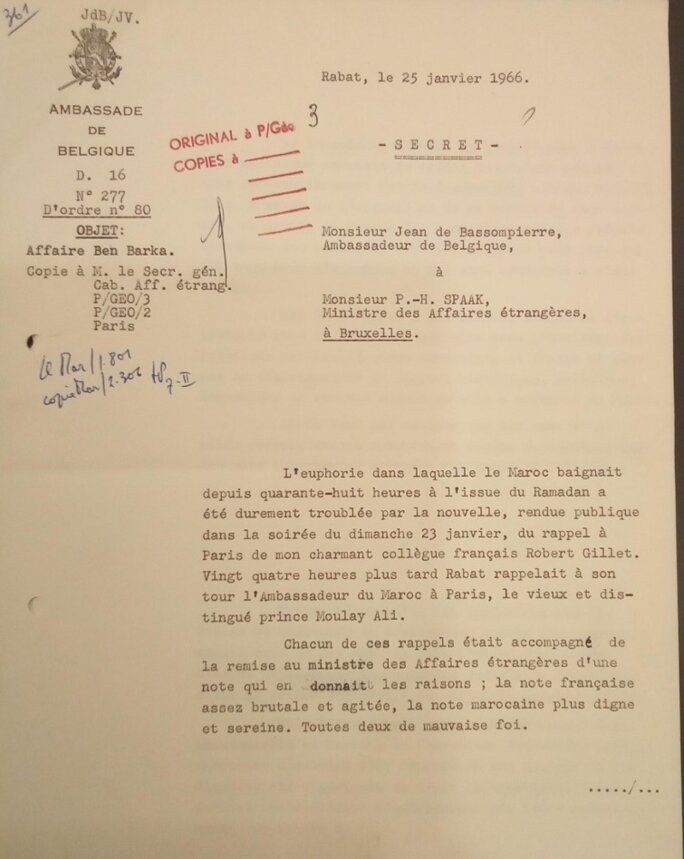 361
JdB/JV.
AMBASSADE
DE
BELGIQUE
D. 16
N° 277
D'ordre n° 80
OBJET:
Affaire Ben Barka.
Copie à M. le Secr. gén.
Cab. Aff. étrang.
P/GEO/3
P/GEO/2
Paris
ORIGINAL à P/Géo 3
COPIES à
Rabat, le 25 janvier 1966.
- S E C R E T -
Monsieur Jean de Bassompierre,
Ambassadeur de Belgique,
à
Monsieur P.-H. SPAAK,
Ministre des Affaires étrangères,
à Bruxelles.
L'euphorie dans laquelle le Maroc baignait
depuis quarante-huit heures à l'issue du Ramadan a
été durement troublée par la nouvelle, rendue publique
dans la soirée du dimanche 23 janvier, du rappel à
Paris de mon charmant collègue français Robert Gillet.
Vingt quatre heures plus tard Rabat rappelait à son
tour l'Ambassadeur du Maroc à Paris, le vieux et dis-
tingué prince Moulay Ali.
Chacun de ces rappels était accompagné de
la remise au ministre des Affaires étrangères d'une
note qui en donnait les raisons ; la note française
assez brutale et agitée, la note marocaine plus digne
et sereine. Toutes deux de mauvaise foi.
...../...